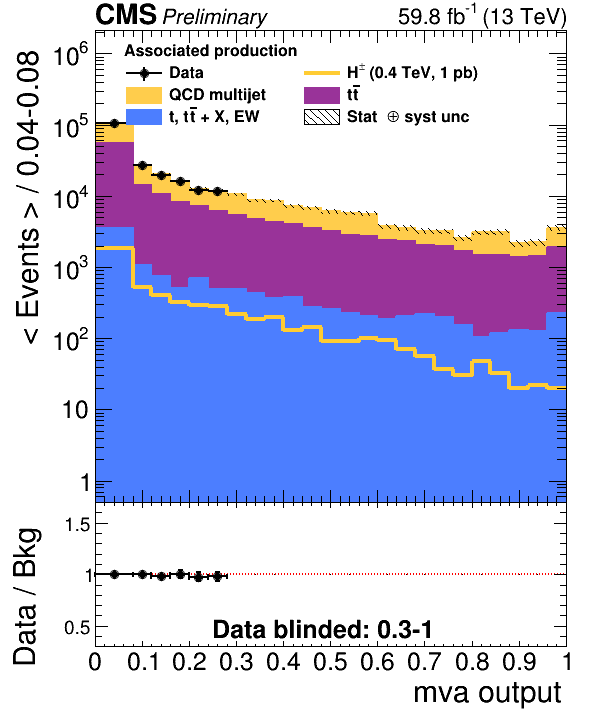 CMS Preliminary 59.8 fb⁻¹ (13 TeV)
< Events > / 0.04-0.08
10⁶
10⁵
10⁴
10³
10²
10
1
Associated production
Data
H± (0.4 TeV, 1 pb)
QCD multijet
tt̄
t, tt̄ + X, EW
Stat ⊕ syst unc
Data / Bkg
1.5
1
0.5
Data blinded: 0.3-1
0 0.1 0.2 0.3 0.4 0.5 0.6 0.7 0.8 0.9 1
mva output